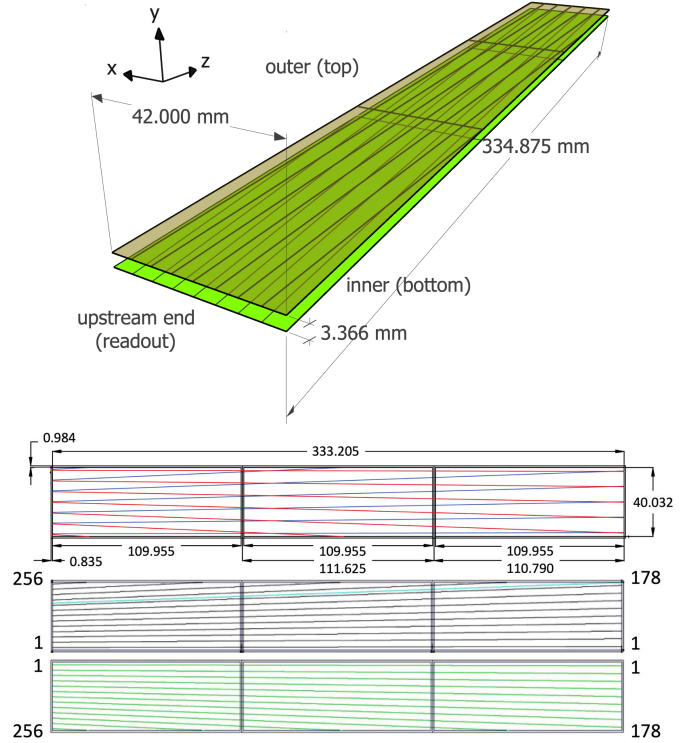 y
x
z
outer (top)
42.000 mm
334.875 mm
inner (bottom)
upstream end
(readout)
3.366 mm
0.984
333.205
40.032
109.955
109.955
109.955
0.835
111.625
110.790
256
178
1
1
1
1
256
178